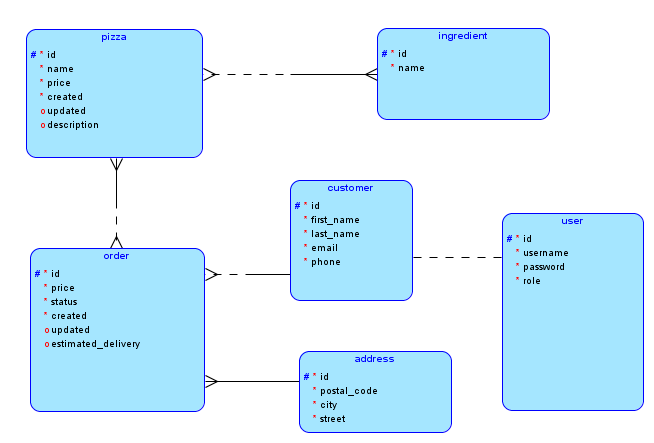 pizza
# * id
* name
* price
* created
o updated
o description
ingredient
# * id
* name
customer
# * id
* first_name
* last_name
* email
* phone
user
# * id
* username
* password
* role
order
# * id
* price
* status
* created
o updated
o estimated_delivery
address
# * id
* postal_code
* city
* street